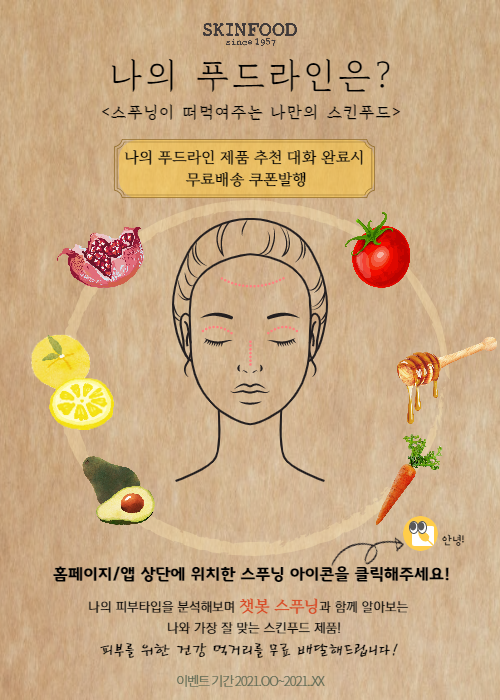 SKINFOOD
since 1957
나의 푸드라인은?
<스푸닝이 떠먹여주는 나만의 스킨푸드>
나의 푸드라인 제품 추천 대화 완료시
무료배송 쿠폰발행
안녕!
홈페이지/앱 상단에 위치한 스푸닝 아이콘을 클릭해주세요!
나의 피부타입을 분석해보며 챗봇 스푸닝과 함께 알아보는
나와 가장 잘 맞는 스킨푸드 제품!
피부를 위한 건강 먹거리를 무료 배달해드립니다!
이벤트 기간 2021.OO~2021.XX